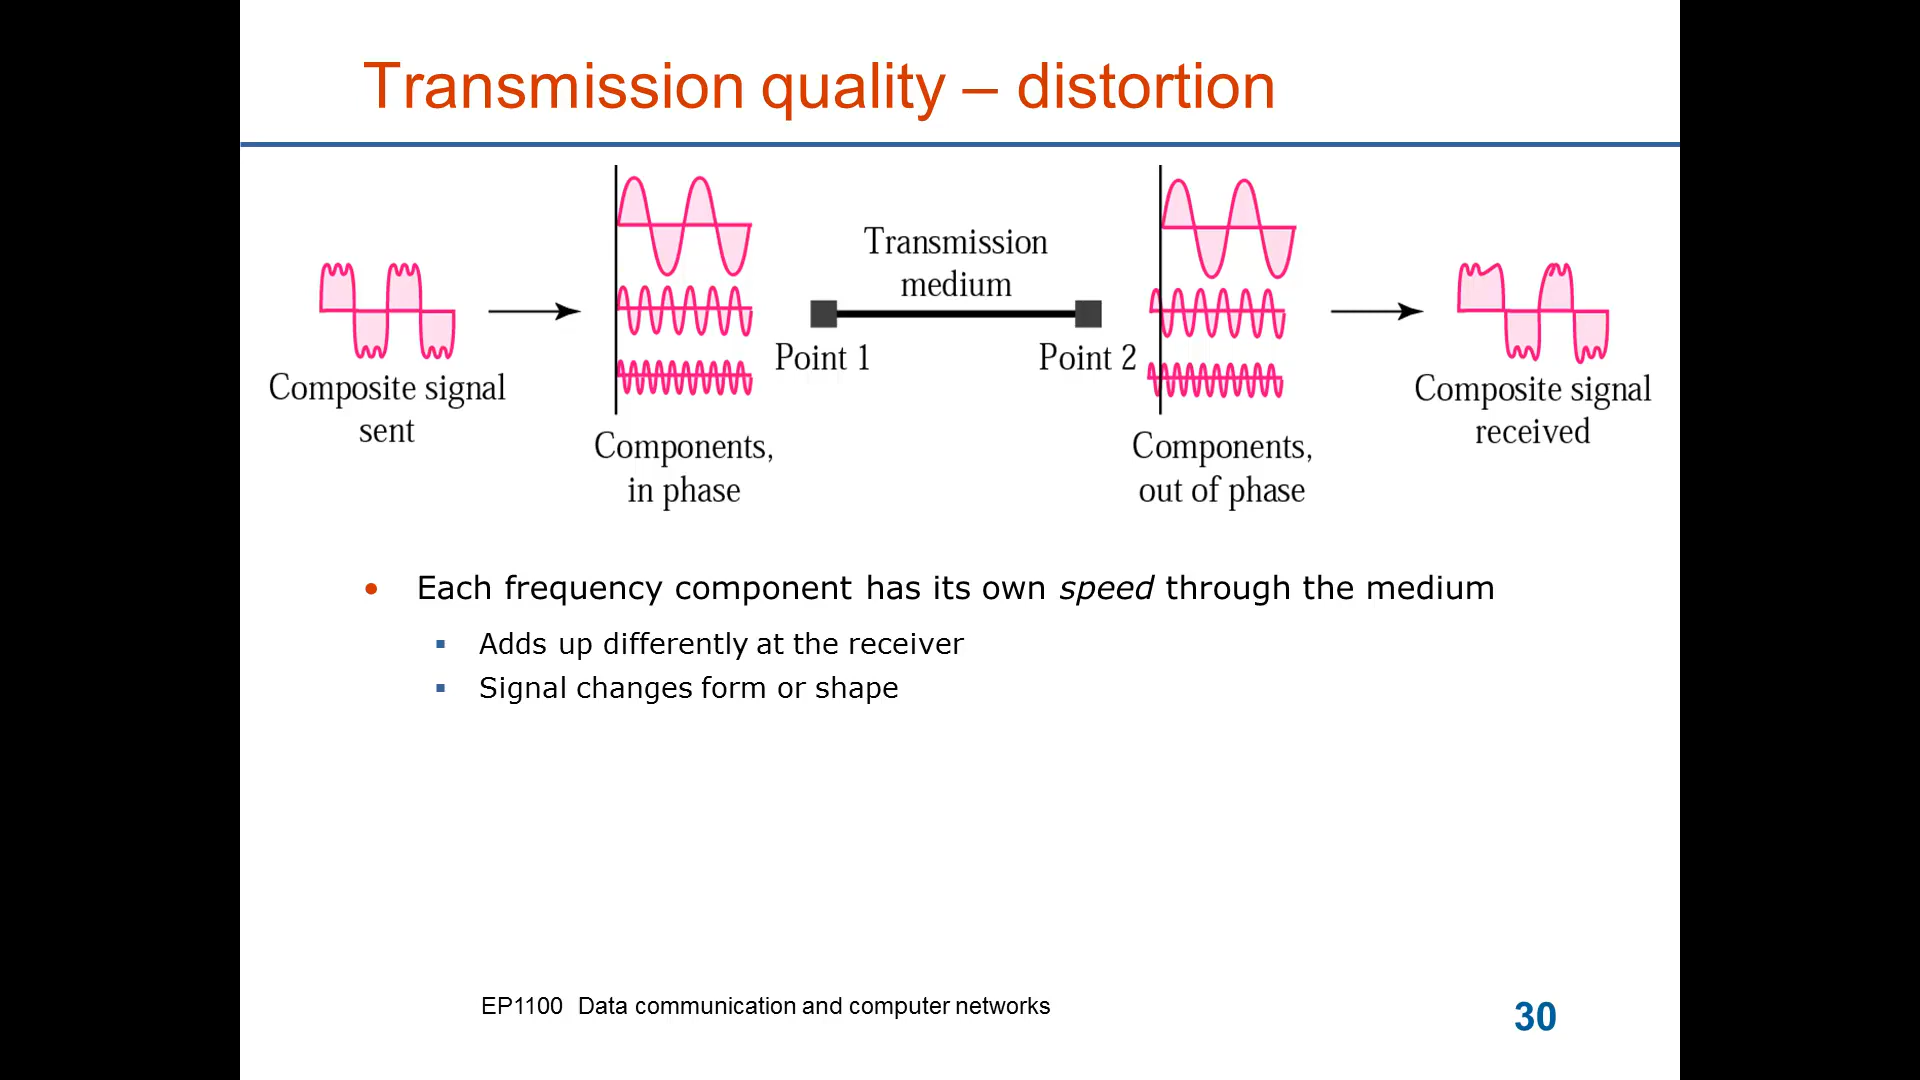 Transmission quality – distortion
Transmission
medium
Point 1
Point 2
Composite signal
sent
Components,
in phase
Components,
out of phase
Composite signal
received
• Each frequency component has its own speed through the medium
▪ Adds up differently at the receiver
▪ Signal changes form or shape
EP1100 Data communication and computer networks
30